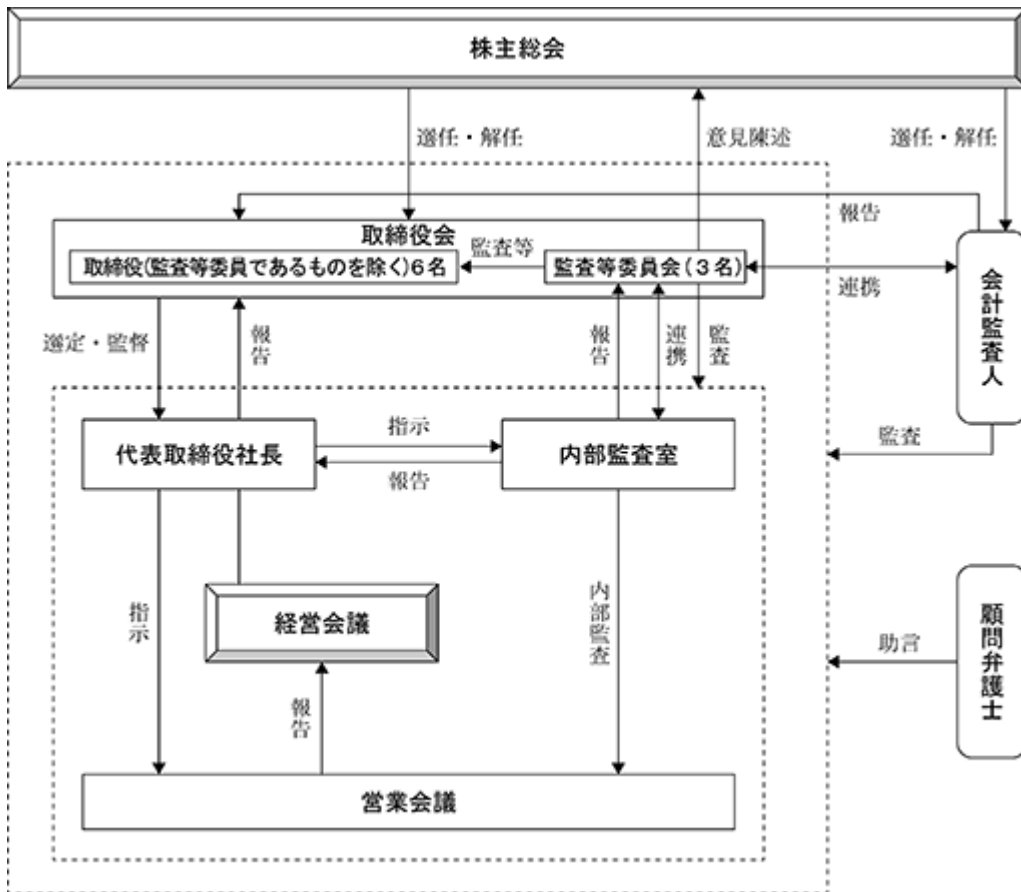 株主総会
選任・解任
意見陳述
選任・解任
報告
取締役会
取締役(監査等委員であるものを除く)6名
監査等
監査等委員会(3名)
連携
会計監査人
選定・監督
報告
報告
連携
監査
代表取締役社長
指示
報告
内部監査室
監査
指示
経営会議
内部監査
助言
顧問弁護士
報告
営業会議